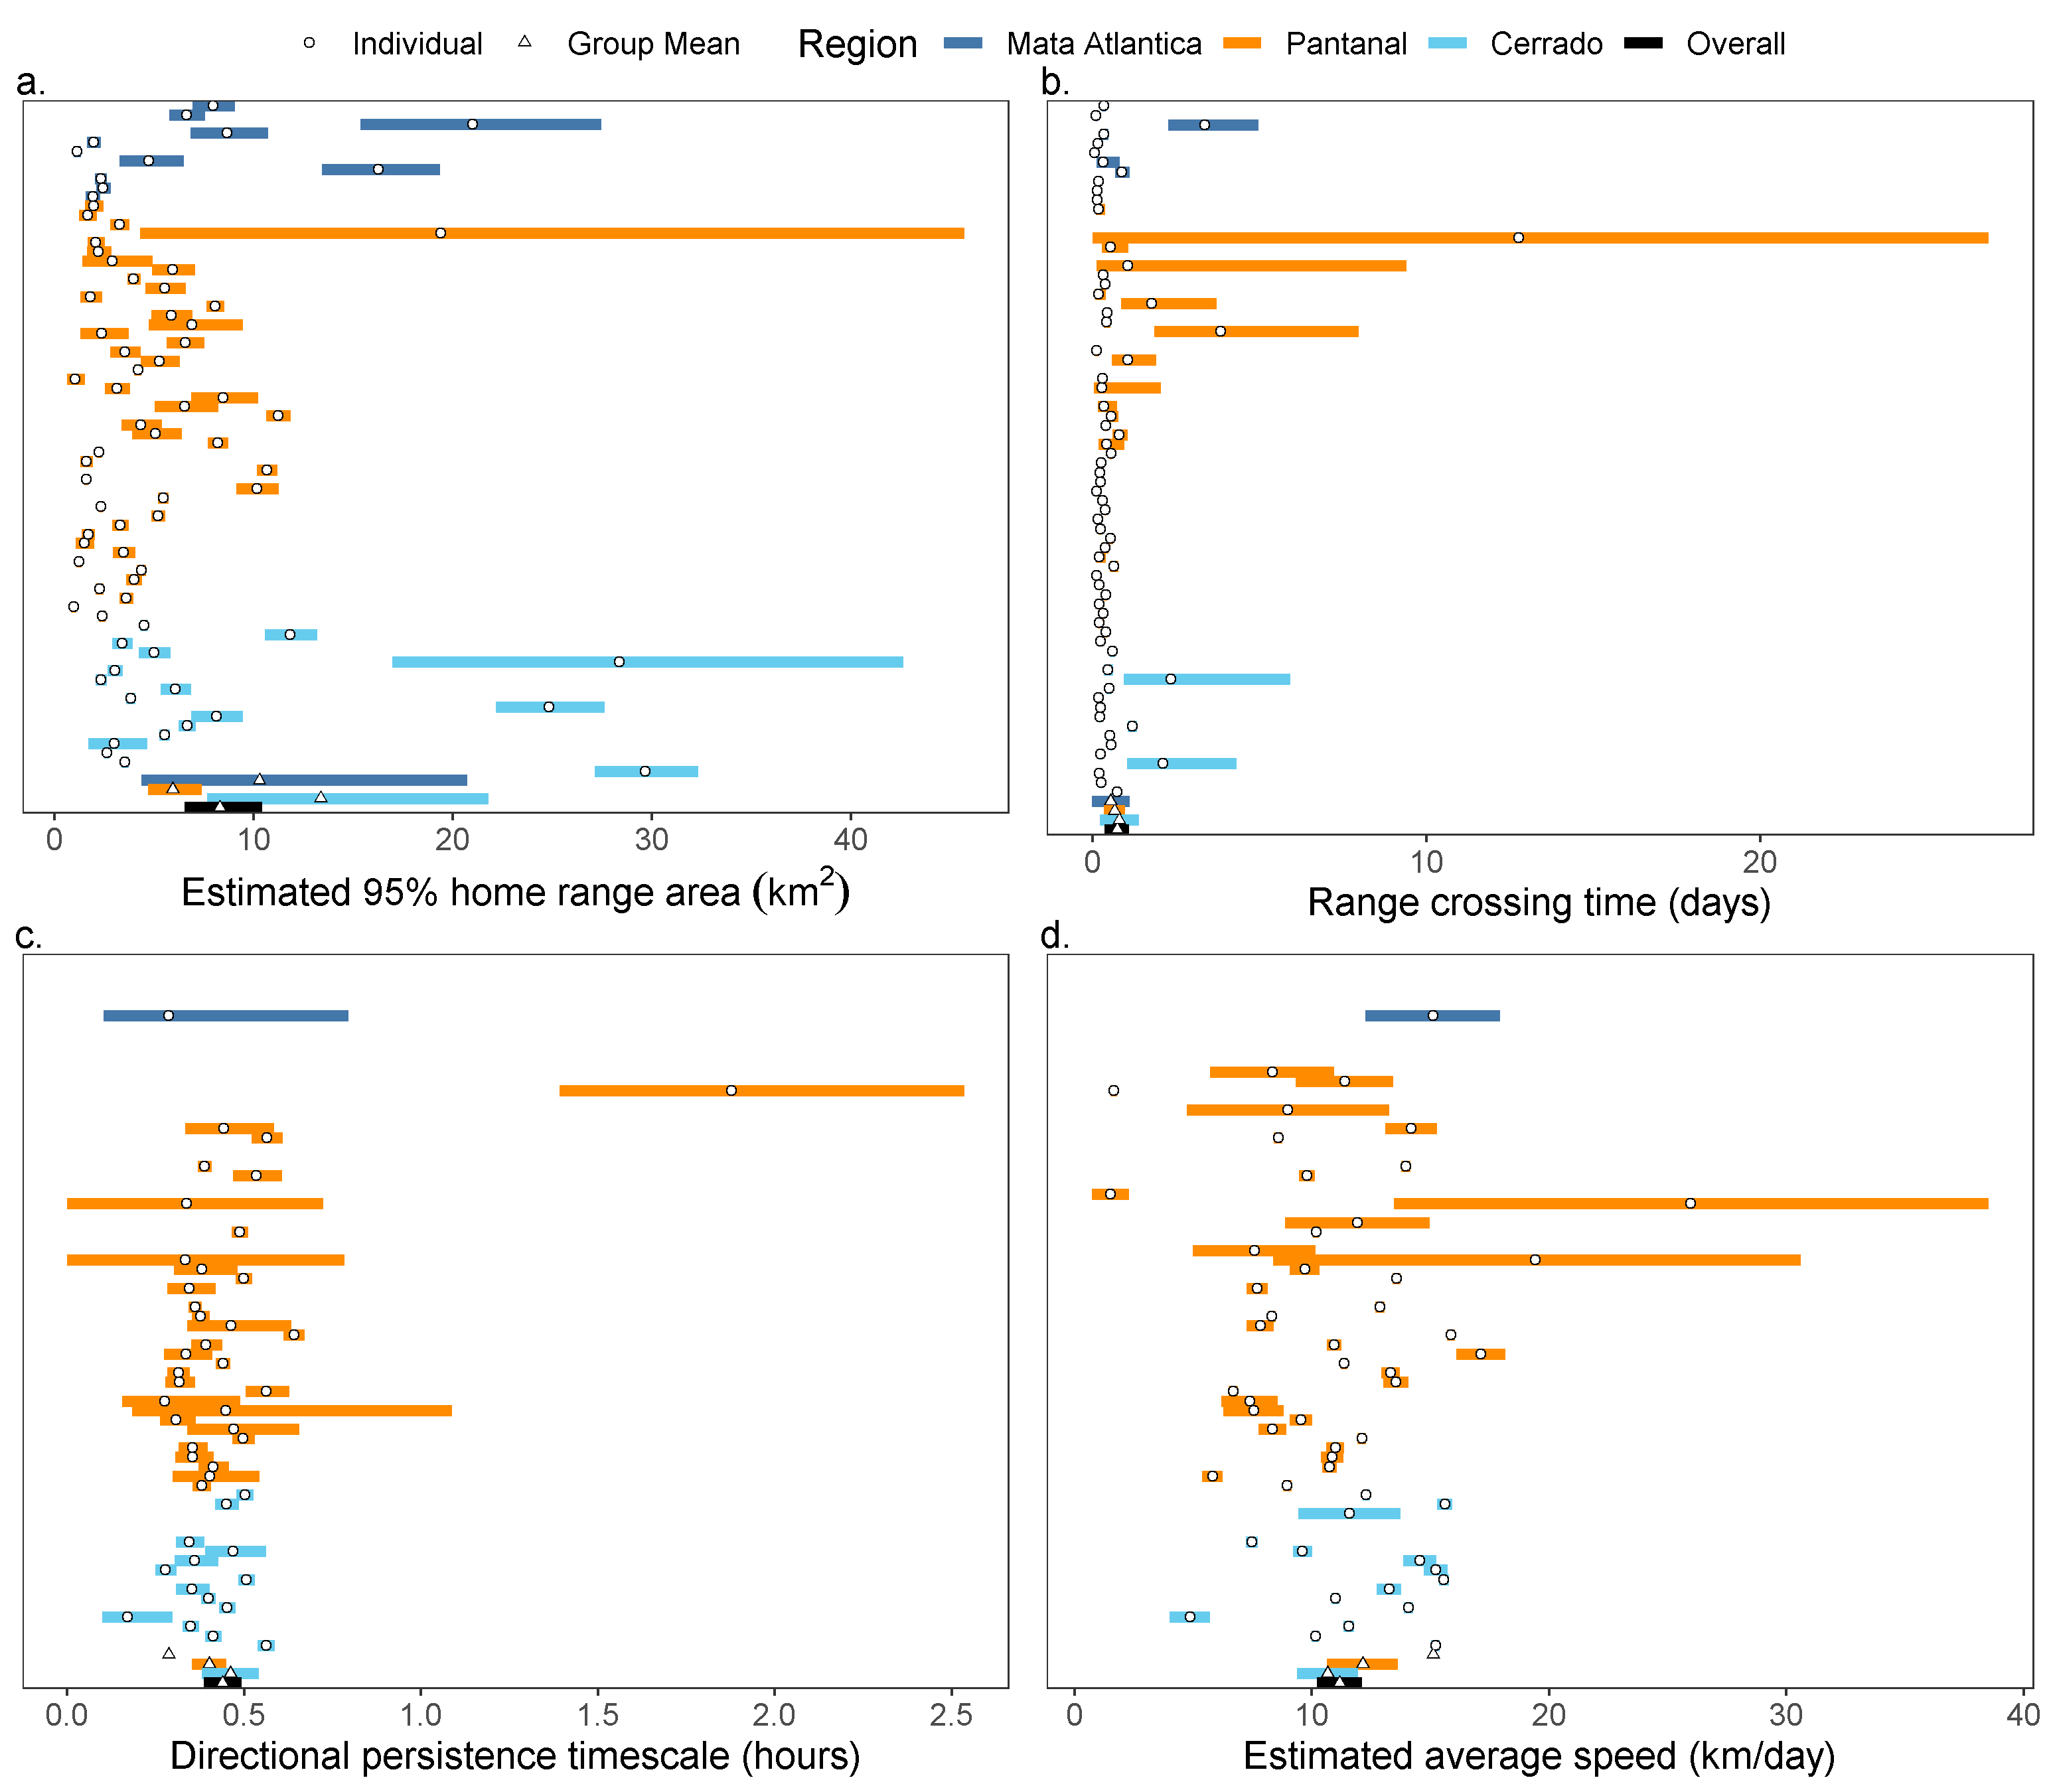 Individual Group Mean Region Mata Atlantica Pantanal Cerrado Overall
a.
b.
0 10 20 30 40
0 10 20
Estimated 95% home range area (km²)
Range crossing time (days)
c.
d.
0.0 0.5 1.0 1.5 2.0 2.5
0 10 20 30 40
Directional persistence timescale (hours)
Estimated average speed (km/day)